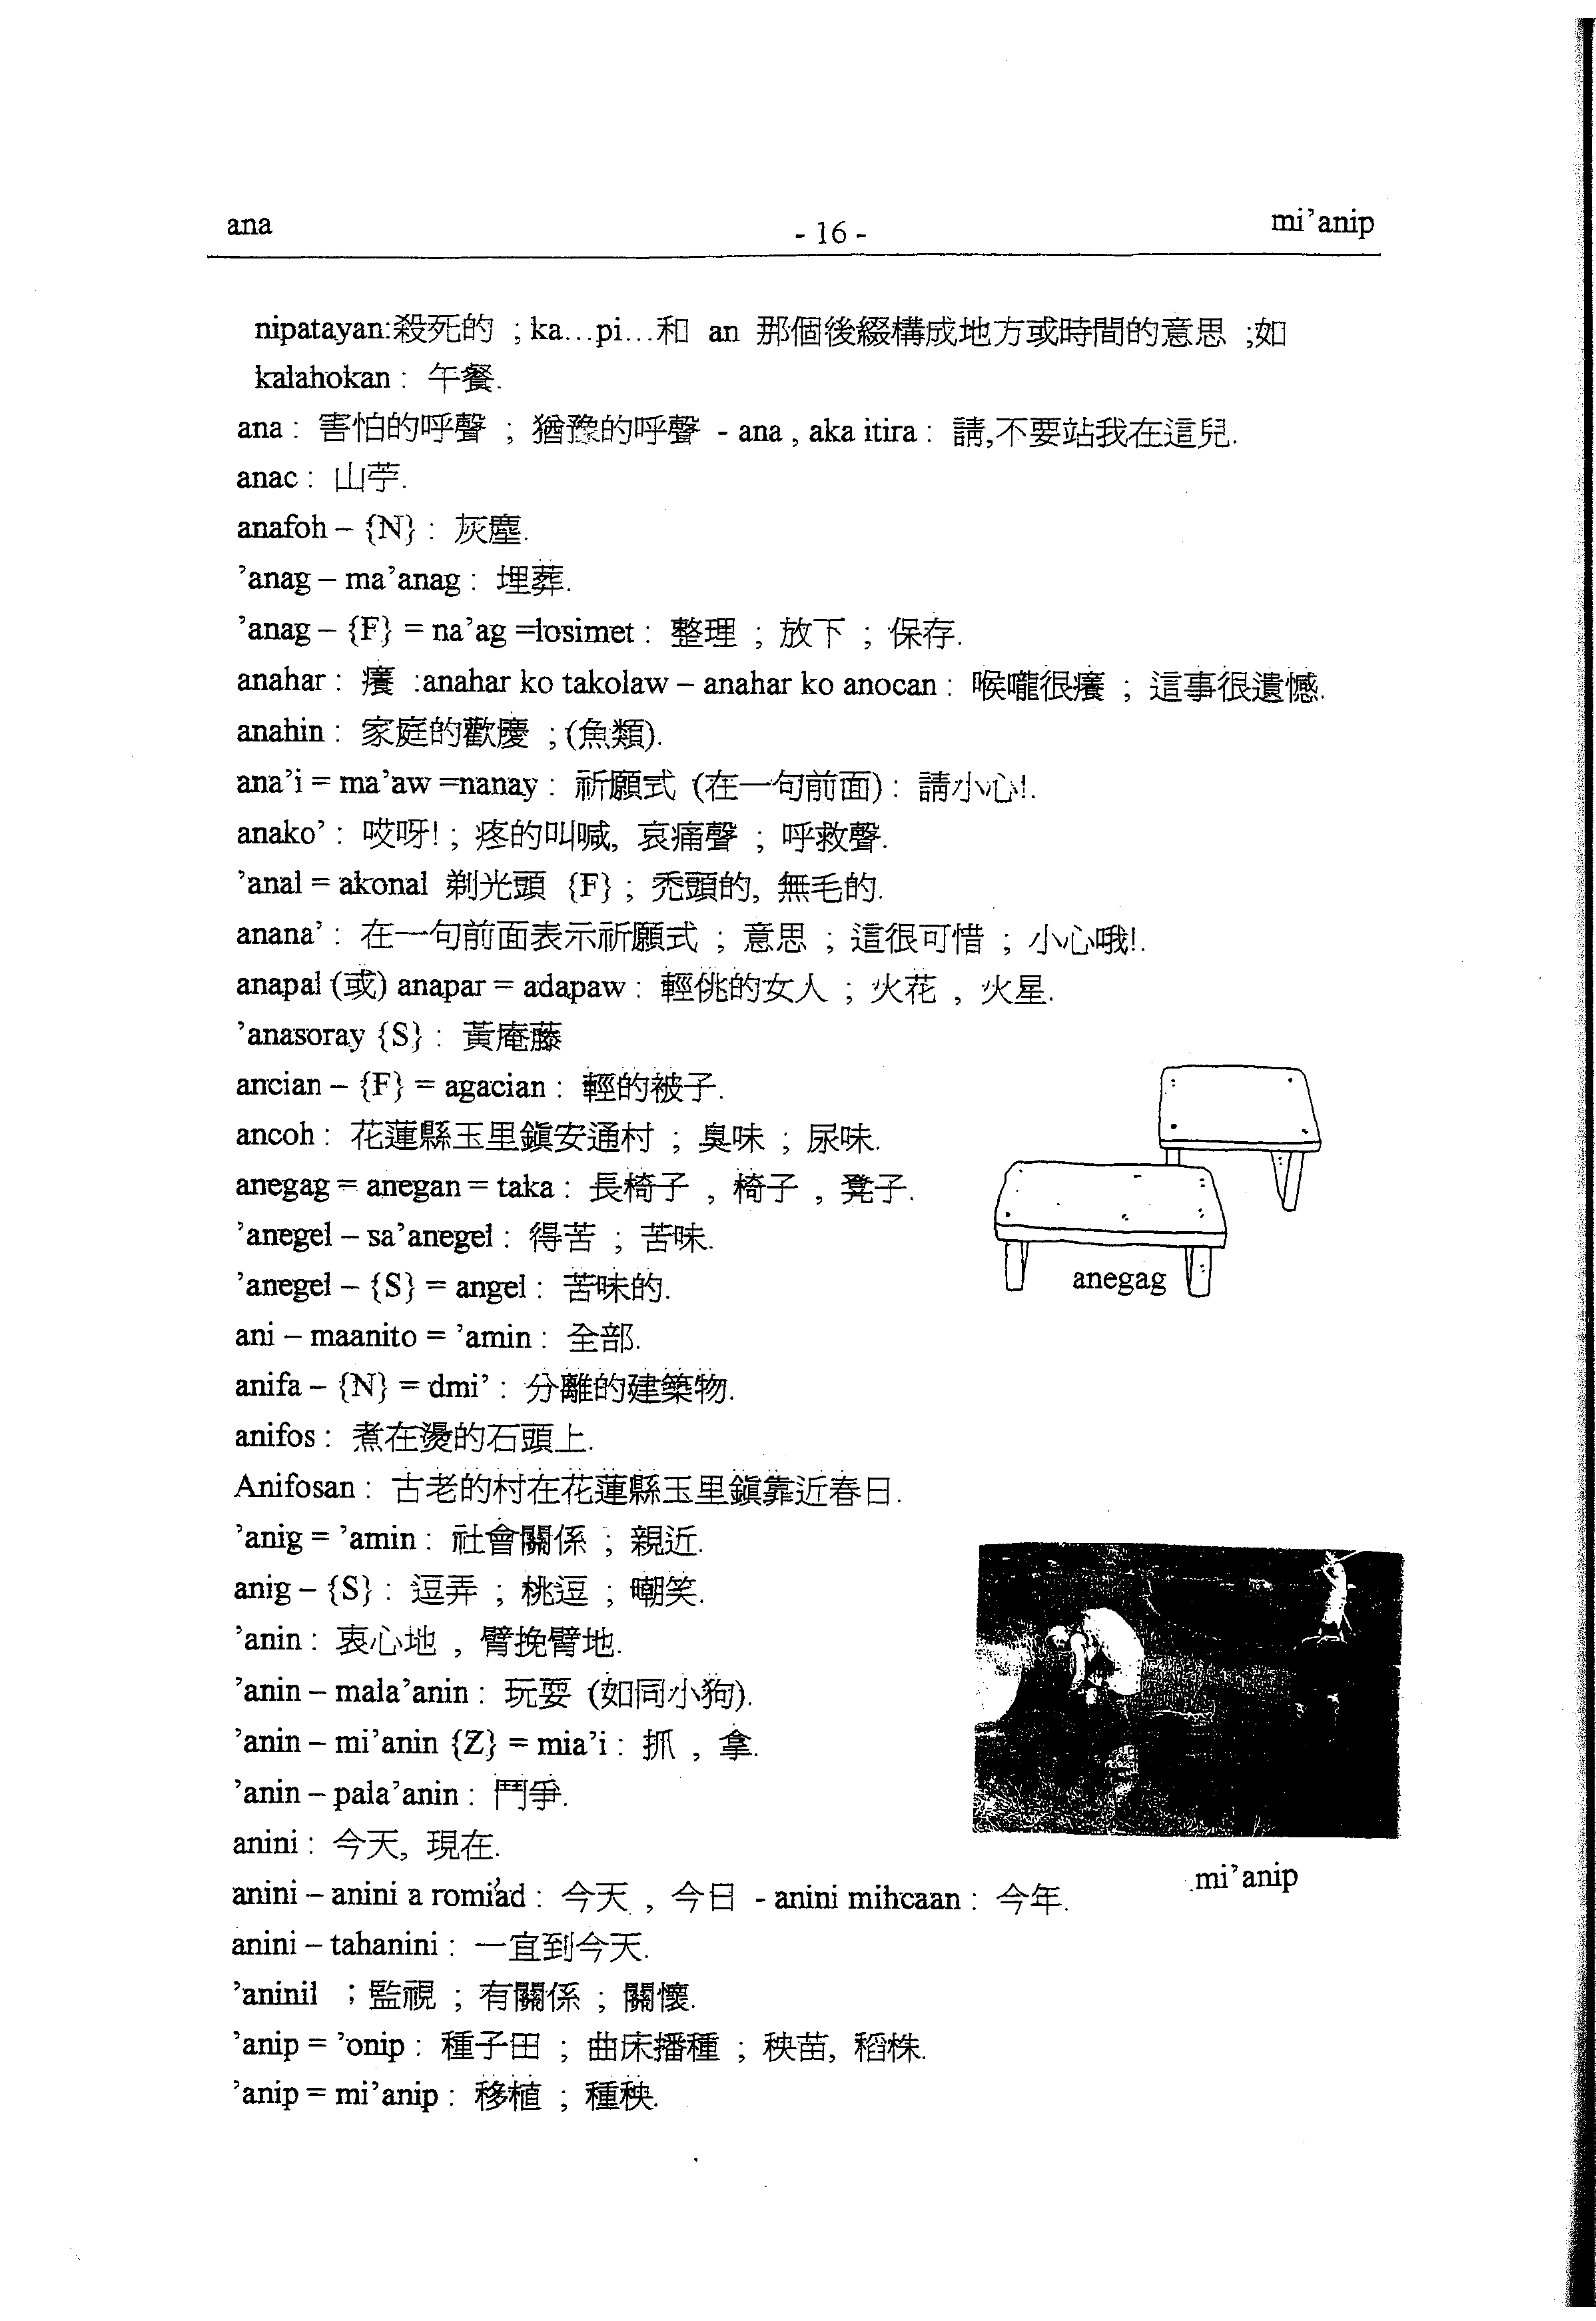 ana - 16 - mi’anip
nipatayan:殺死的 ; ka...pi...和 an 那個後綴構成地方或時間的意思 ;如
kalahokan : 午餐.
ana : 害怕的呼聲 ; 猶豫的呼聲 - ana , aka itira : 請,不要站我在這兒.
anac : 山苧.
anafoh – {N} : 灰塵.
’anag – ma’anag : 埋葬.
’anag – {F} = na’ag =losimet : 整理 ; 放下 ; 保存.
anahar : 癢 :anahar ko takolaw – anahar ko anocan : 喉嚨很癢 ; 這事很遺憾.
anahin : 家庭的歡慶 ; (魚類).
ana’i = ma’aw =nanay : 祈願式 (在一句前面) : 請小心!.
anako’ : 哎呀! ; 疼的叫喊, 哀痛聲 ; 呼救聲.
’anal = akonal 剃光頭 {F} ; 禿頭的, 無毛的.
anana’ : 在一句前面表示祈願式 ; 意思 ; 這很可惜 ; 小心哦!.
anapal (或) anapar = adapaw : 輕佻的女人 ; 火花 , 火星.
’anasoray {S} : 黃庵藤
ancian – {F} = agacian : 輕的被子.
ancoh : 花蓮縣玉里鎮安通村 ; 臭味 ; 尿味.
anegag = anegan = taka : 長椅子 , 椅子 , 凳子.
’anegel – sa’anegel : 得苦 ; 苦味.
’anegel – {S} = angel : 苦味的.
anegag
ani – maanito = ’amin : 全部.
anifa – {N} = dmi’ : 分離的建築物.
anifos : 煮在燙的石頭上.
Anifosan : 古老的村在花蓮縣玉里鎮靠近春日.
’anig = ’amin : 社會關係 ; 親近.
anig – {S} : 逗弄 ; 桃逗 ; 嘲笑.
’anin : 衷心地 , 臂挽臂地.
’anin – mala’anin : 玩耍 (如同小狗).
’anin – mi’anin {Z} = mia’i : 抓 , 拿.
’anin – pala’anin : 鬥爭.
anini : 今天, 現在.
mi’anip
anini – anini a romi’ad : 今天 , 今日 - anini mihcaan : 今年.
anini – tahanini : 一宜到今天.
’aninil ; 監視 ; 有關係 ; 關懷.
’anip = ’onip : 種子田 ; 曲床播種 ; 秧苗, 稻株.
’anip = mi’anip : 移植 ; 種秧.